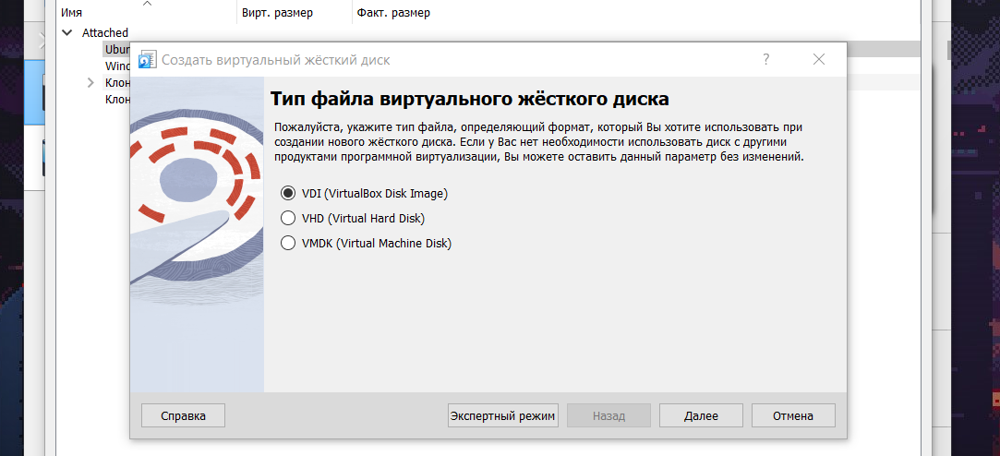 Имя Вирт. размер Факт. размер
Attached
Создать виртуальный жёсткий диск ?
Клон
Клон
Тип файла виртуального жёсткого диска
Пожалуйста, укажите тип файла, определяющий формат, который Вы хотите использовать при
создании нового жёсткого диска. Если у Вас нет необходимости использовать диск с другими
продуктами программной виртуализации, Вы можете оставить данный параметр без изменений.
VDI (VirtualBox Disk Image)
VHD (Virtual Hard Disk)
VMDK (Virtual Machine Disk)
Справка Экспертный режим Назад Далее Отмена